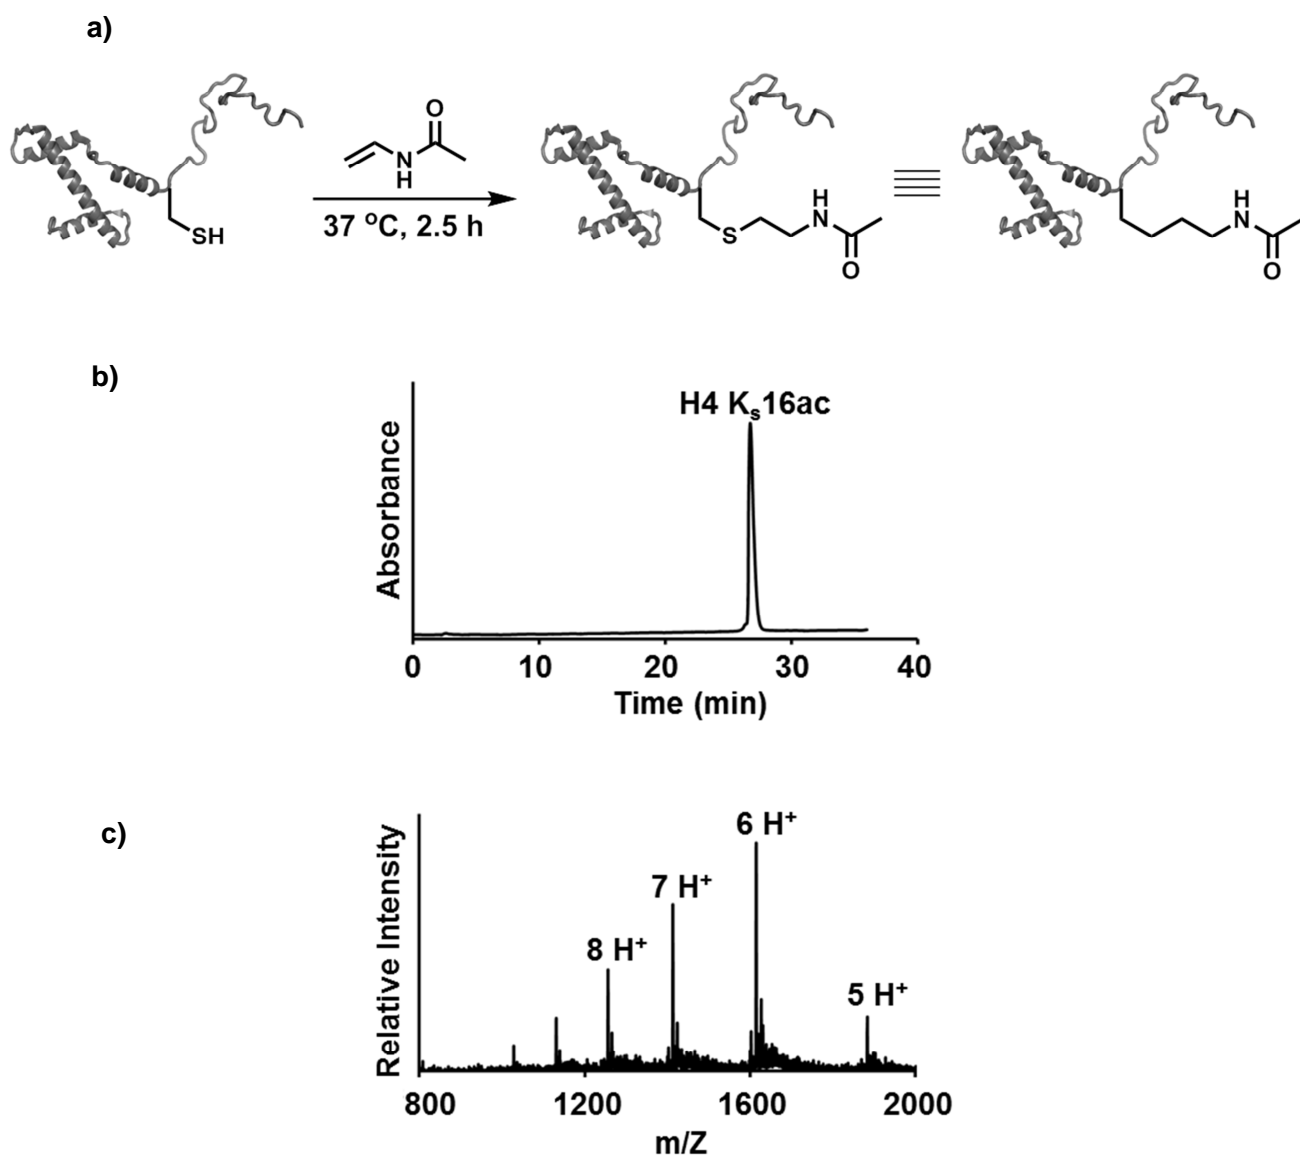 a)
O
N
H
37 °C, 2.5 h
SH
S
H
N
O
H
N
O
b)
H4 Kₛ16ac
Absorbance
0 10 20 30 40
Time (min)
c)
6 H⁺
7 H⁺
8 H⁺
5 H⁺
Relative Intensity
800 1200 1600 2000
m/Z